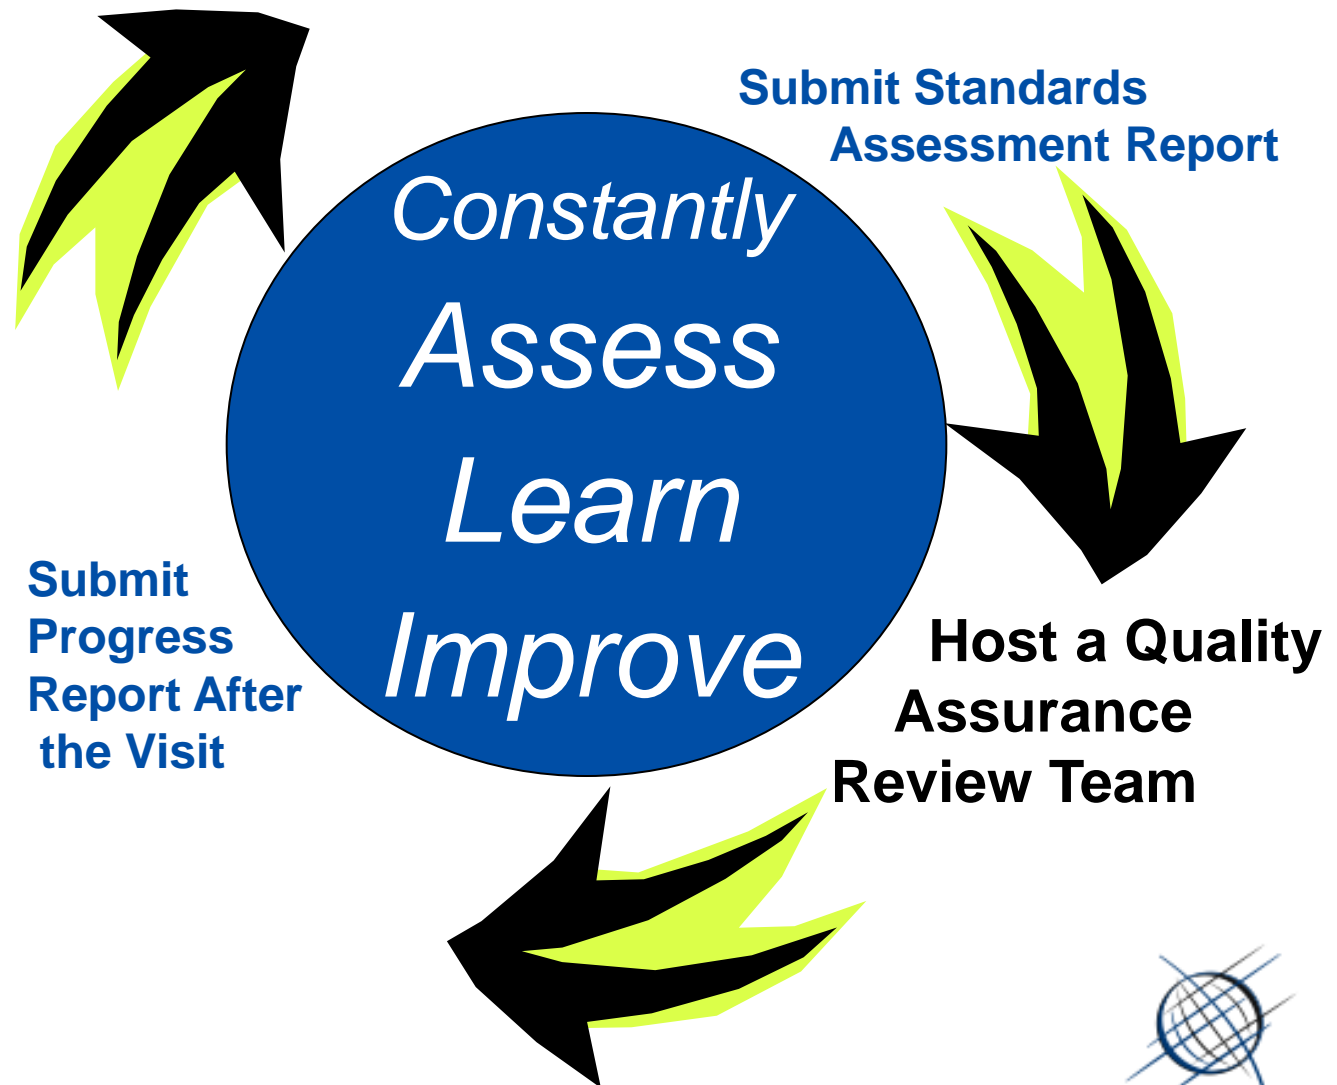 Submit Standards
Assessment Report
Constantly
Assess
Learn
Improve
Submit
Progress
Report After
the Visit
Host a Quality
Assurance
Review Team